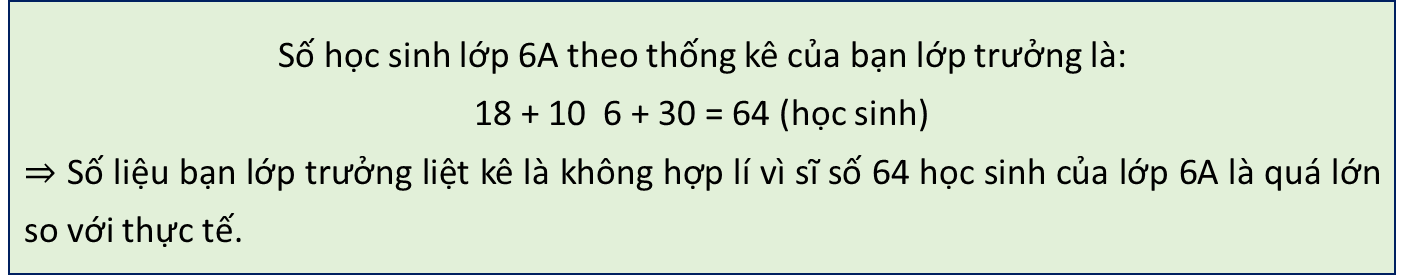 Số học sinh lớp 6A theo thống kê của bạn lớp trưởng là:
18 + 10  6 + 30 = 64 (học sinh)
⇒ Số liệu bạn lớp trưởng liệt kê là không hợp lí vì sĩ số 64 học sinh của lớp 6A là quá lớn
so với thực tế.